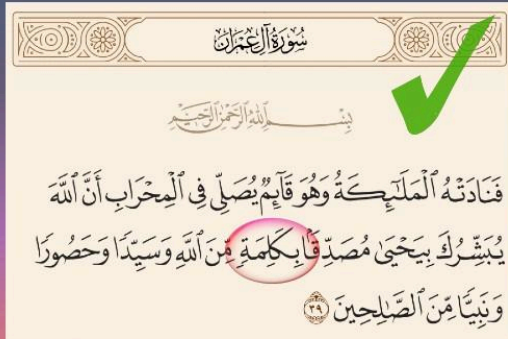 سُورَةُ آلِ عِمْرَانَ
بِسْمِ ٱللَّهِ ٱلرَّحْمَٰنِ ٱلرَّحِيمِ
فَنَادَتْهُ ٱلْمَلَٰٓئِكَةُ وَهُوَ قَآئِمٌ يُصَلِّى فِى ٱلْمِحْرَابِ أَنَّ ٱللَّهَ
يُبَشِّرُكَ بِيَحْيَىٰ مُصَدِّقًۢا بِكَلِمَةٍ مِّنَ ٱللَّهِ وَسَيِّدًا وَحَصُورًا
وَنَبِيًّا مِّنَ ٱلصَّٰلِحِينَ ٣٩